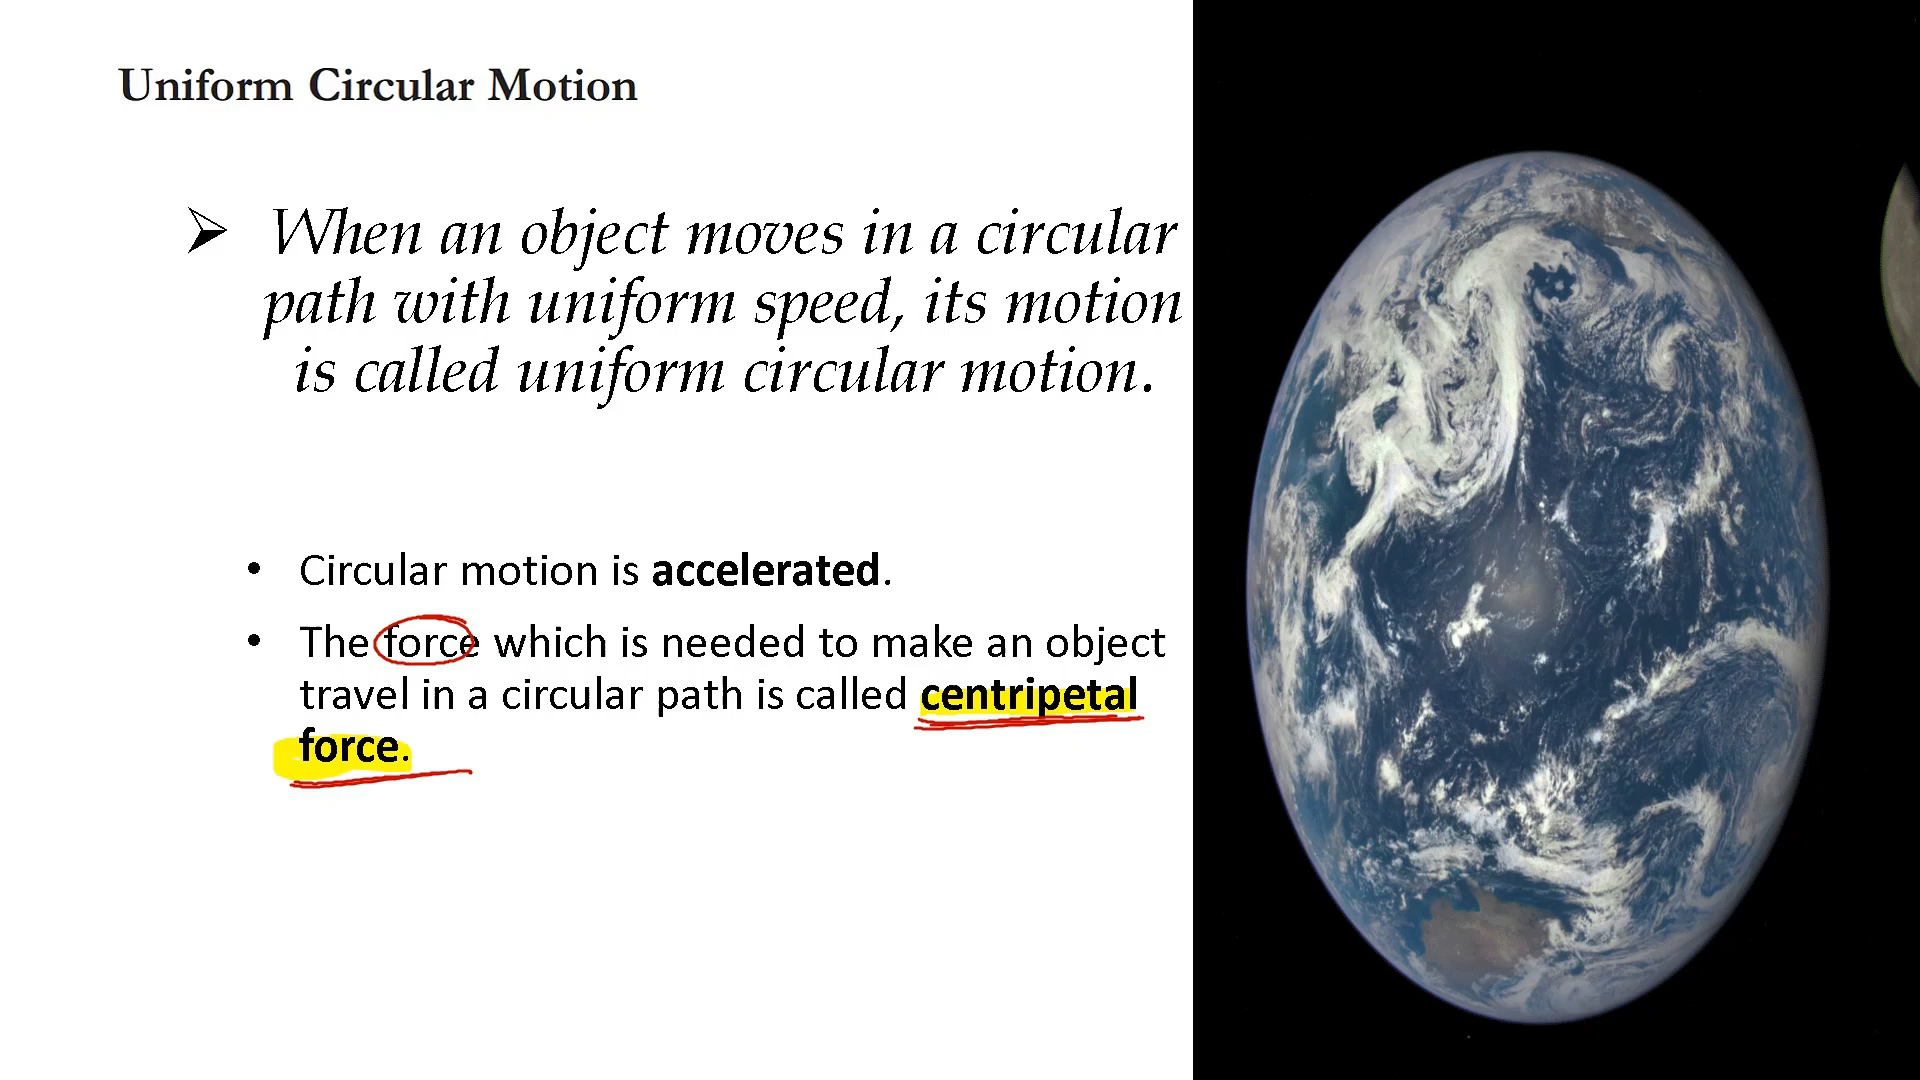 Uniform Circular Motion
➢ When an object moves in a circular
path with uniform speed, its motion
is called uniform circular motion.
• Circular motion is accelerated.
• The force which is needed to make an object
travel in a circular path is called centripetal
force.